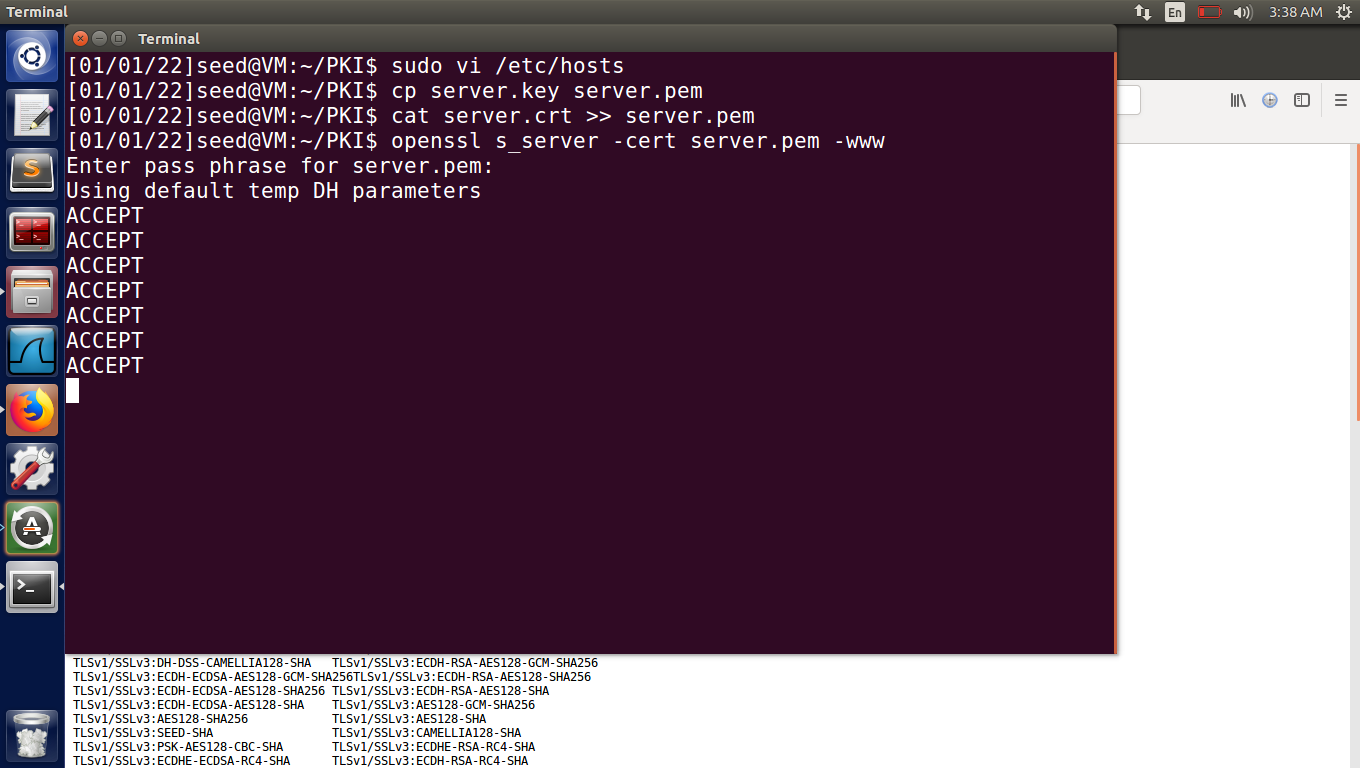 Terminal
En
3:38 AM
Terminal
[01/01/22]seed@VM:~/PKI$ sudo vi /etc/hosts
[01/01/22]seed@VM:~/PKI$ cp server.key server.pem
[01/01/22]seed@VM:~/PKI$ cat server.crt >> server.pem
[01/01/22]seed@VM:~/PKI$ openssl s_server -cert server.pem -www
Enter pass phrase for server.pem:
Using default temp DH parameters
ACCEPT
ACCEPT
ACCEPT
ACCEPT
ACCEPT
ACCEPT
ACCEPT
TLSv1/SSLv3:DH-DSS-CAMELLIA128-SHA TLSv1/SSLv3:ECDH-RSA-AES128-GCM-SHA256
TLSv1/SSLv3:ECDH-ECDSA-AES128-GCM-SHA256TLSv1/SSLv3:ECDH-RSA-AES128-SHA256
TLSv1/SSLv3:ECDH-ECDSA-AES128-SHA256 TLSv1/SSLv3:ECDH-RSA-AES128-SHA
TLSv1/SSLv3:ECDH-ECDSA-AES128-SHA TLSv1/SSLv3:AES128-GCM-SHA256
TLSv1/SSLv3:AES128-SHA256 TLSv1/SSLv3:AES128-SHA
TLSv1/SSLv3:SEED-SHA TLSv1/SSLv3:CAMELLIA128-SHA
TLSv1/SSLv3:PSK-AES128-CBC-SHA TLSv1/SSLv3:ECDHE-RSA-RC4-SHA
TLSv1/SSLv3:ECDHE-ECDSA-RC4-SHA TLSv1/SSLv3:ECDH-RSA-RC4-SHA